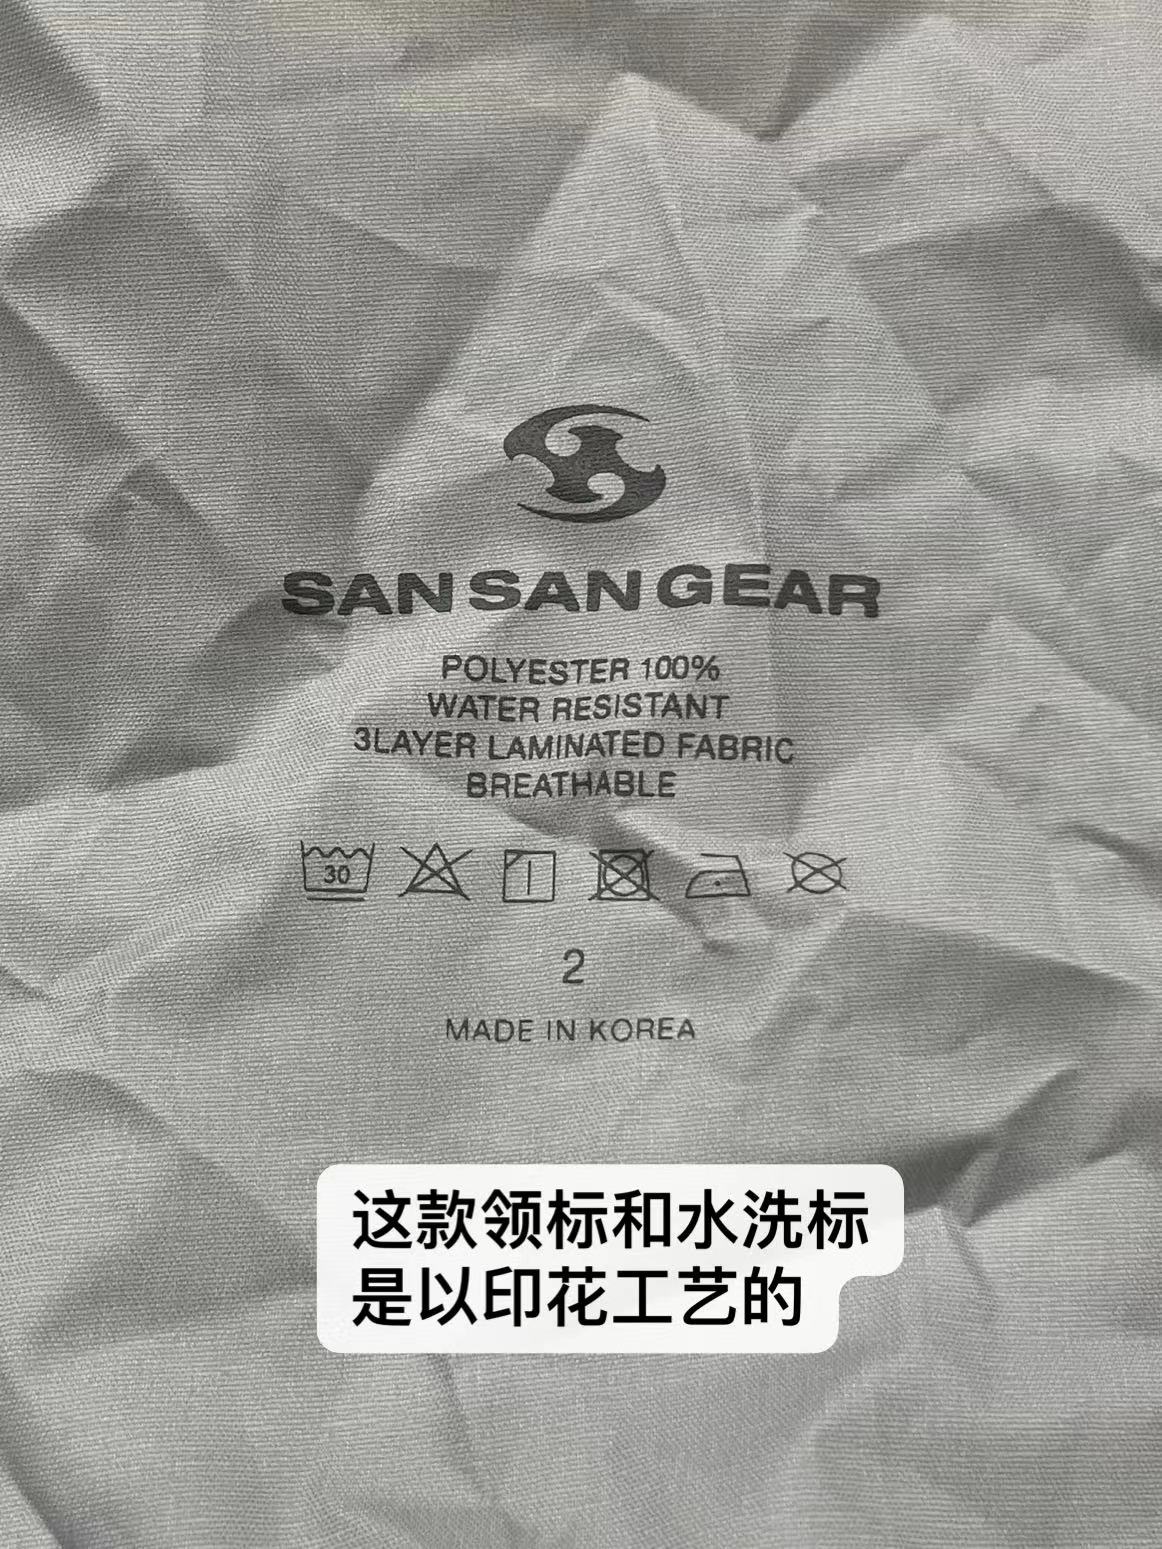 SAN SAN GEAR
POLYESTER 100%
WATER RESISTANT
3LAYER LAMINATED FABRIC
BREATHABLE
30
2
MADE IN KOREA
这款领标和水洗标
是以印花工艺的